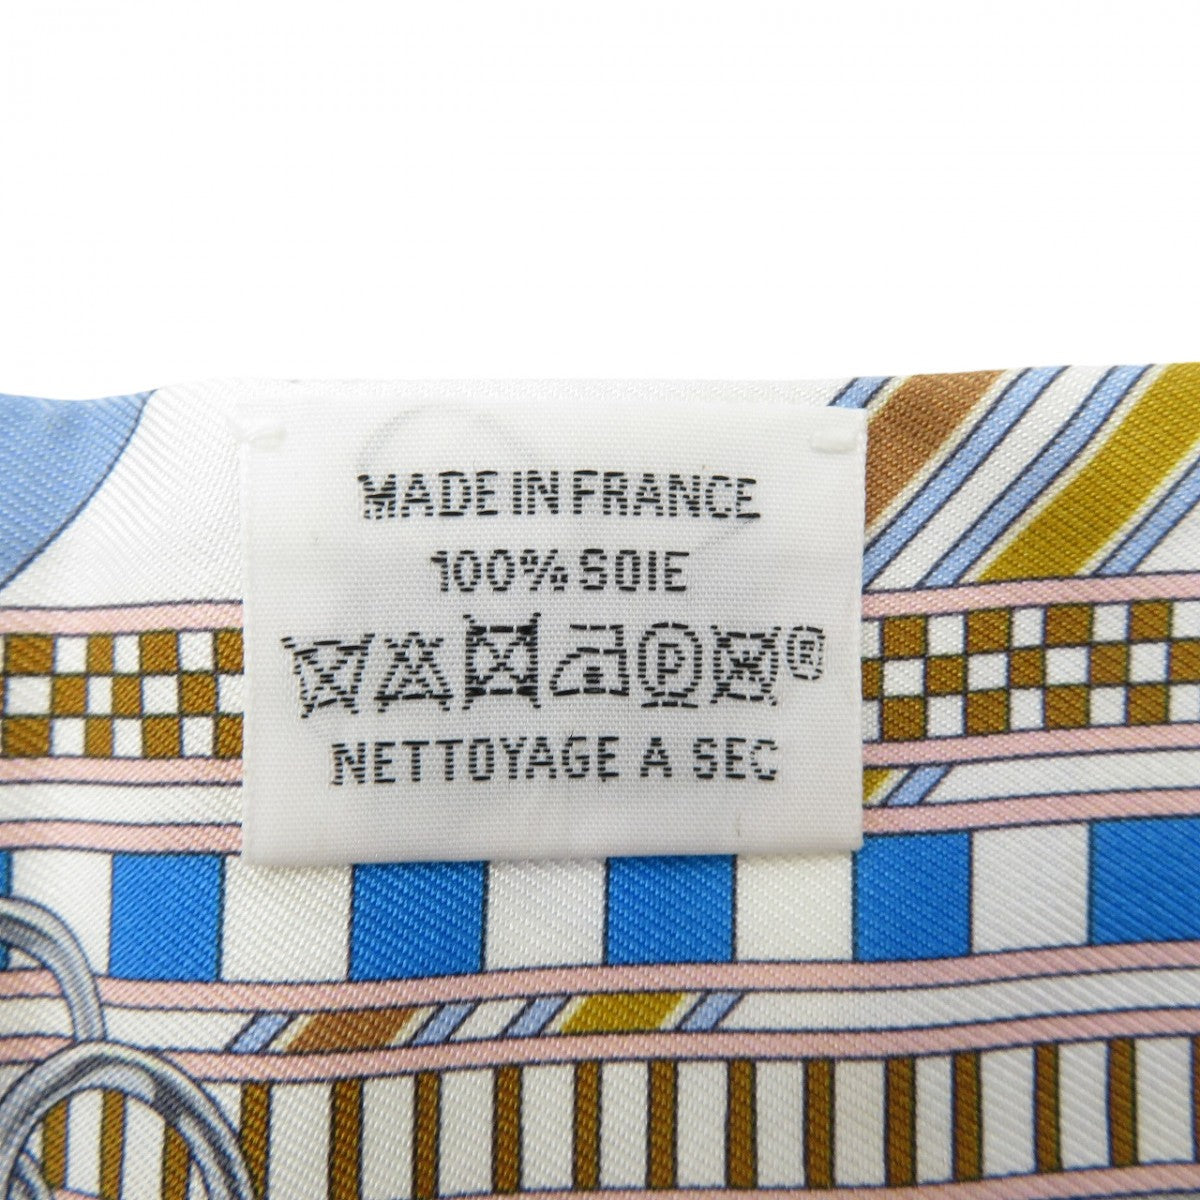 MADE IN FRANCE
100% SOIE
P ®
NETTOYAGE A SEC